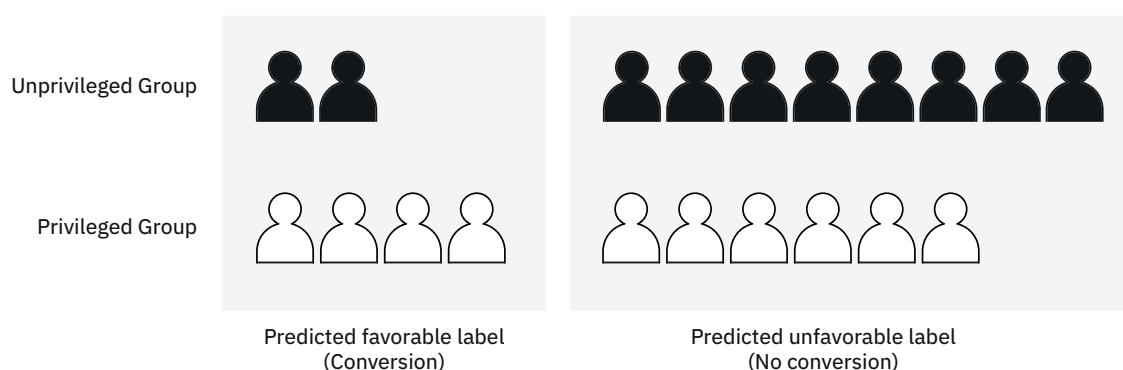 Unprivileged Group
Privileged Group
Predicted favorable label
(Conversion)
Predicted unfavorable label
(No conversion)